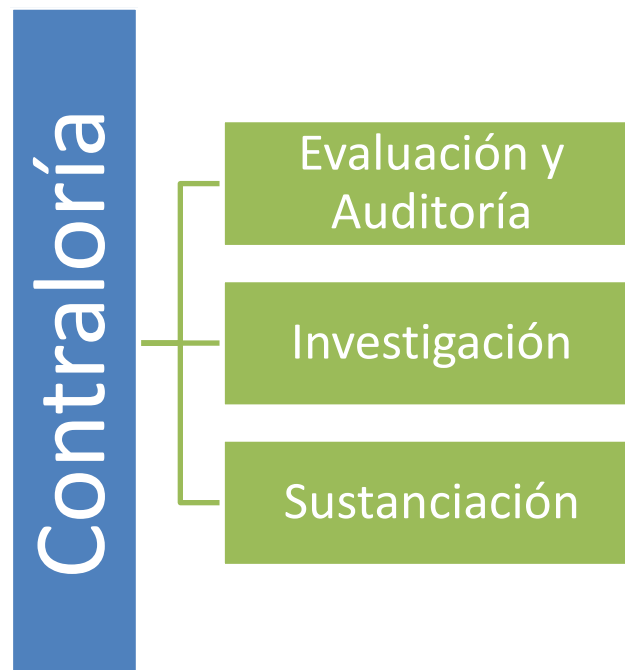 Contraloría
Evaluación y
Auditoría
Investigación
Sustanciación